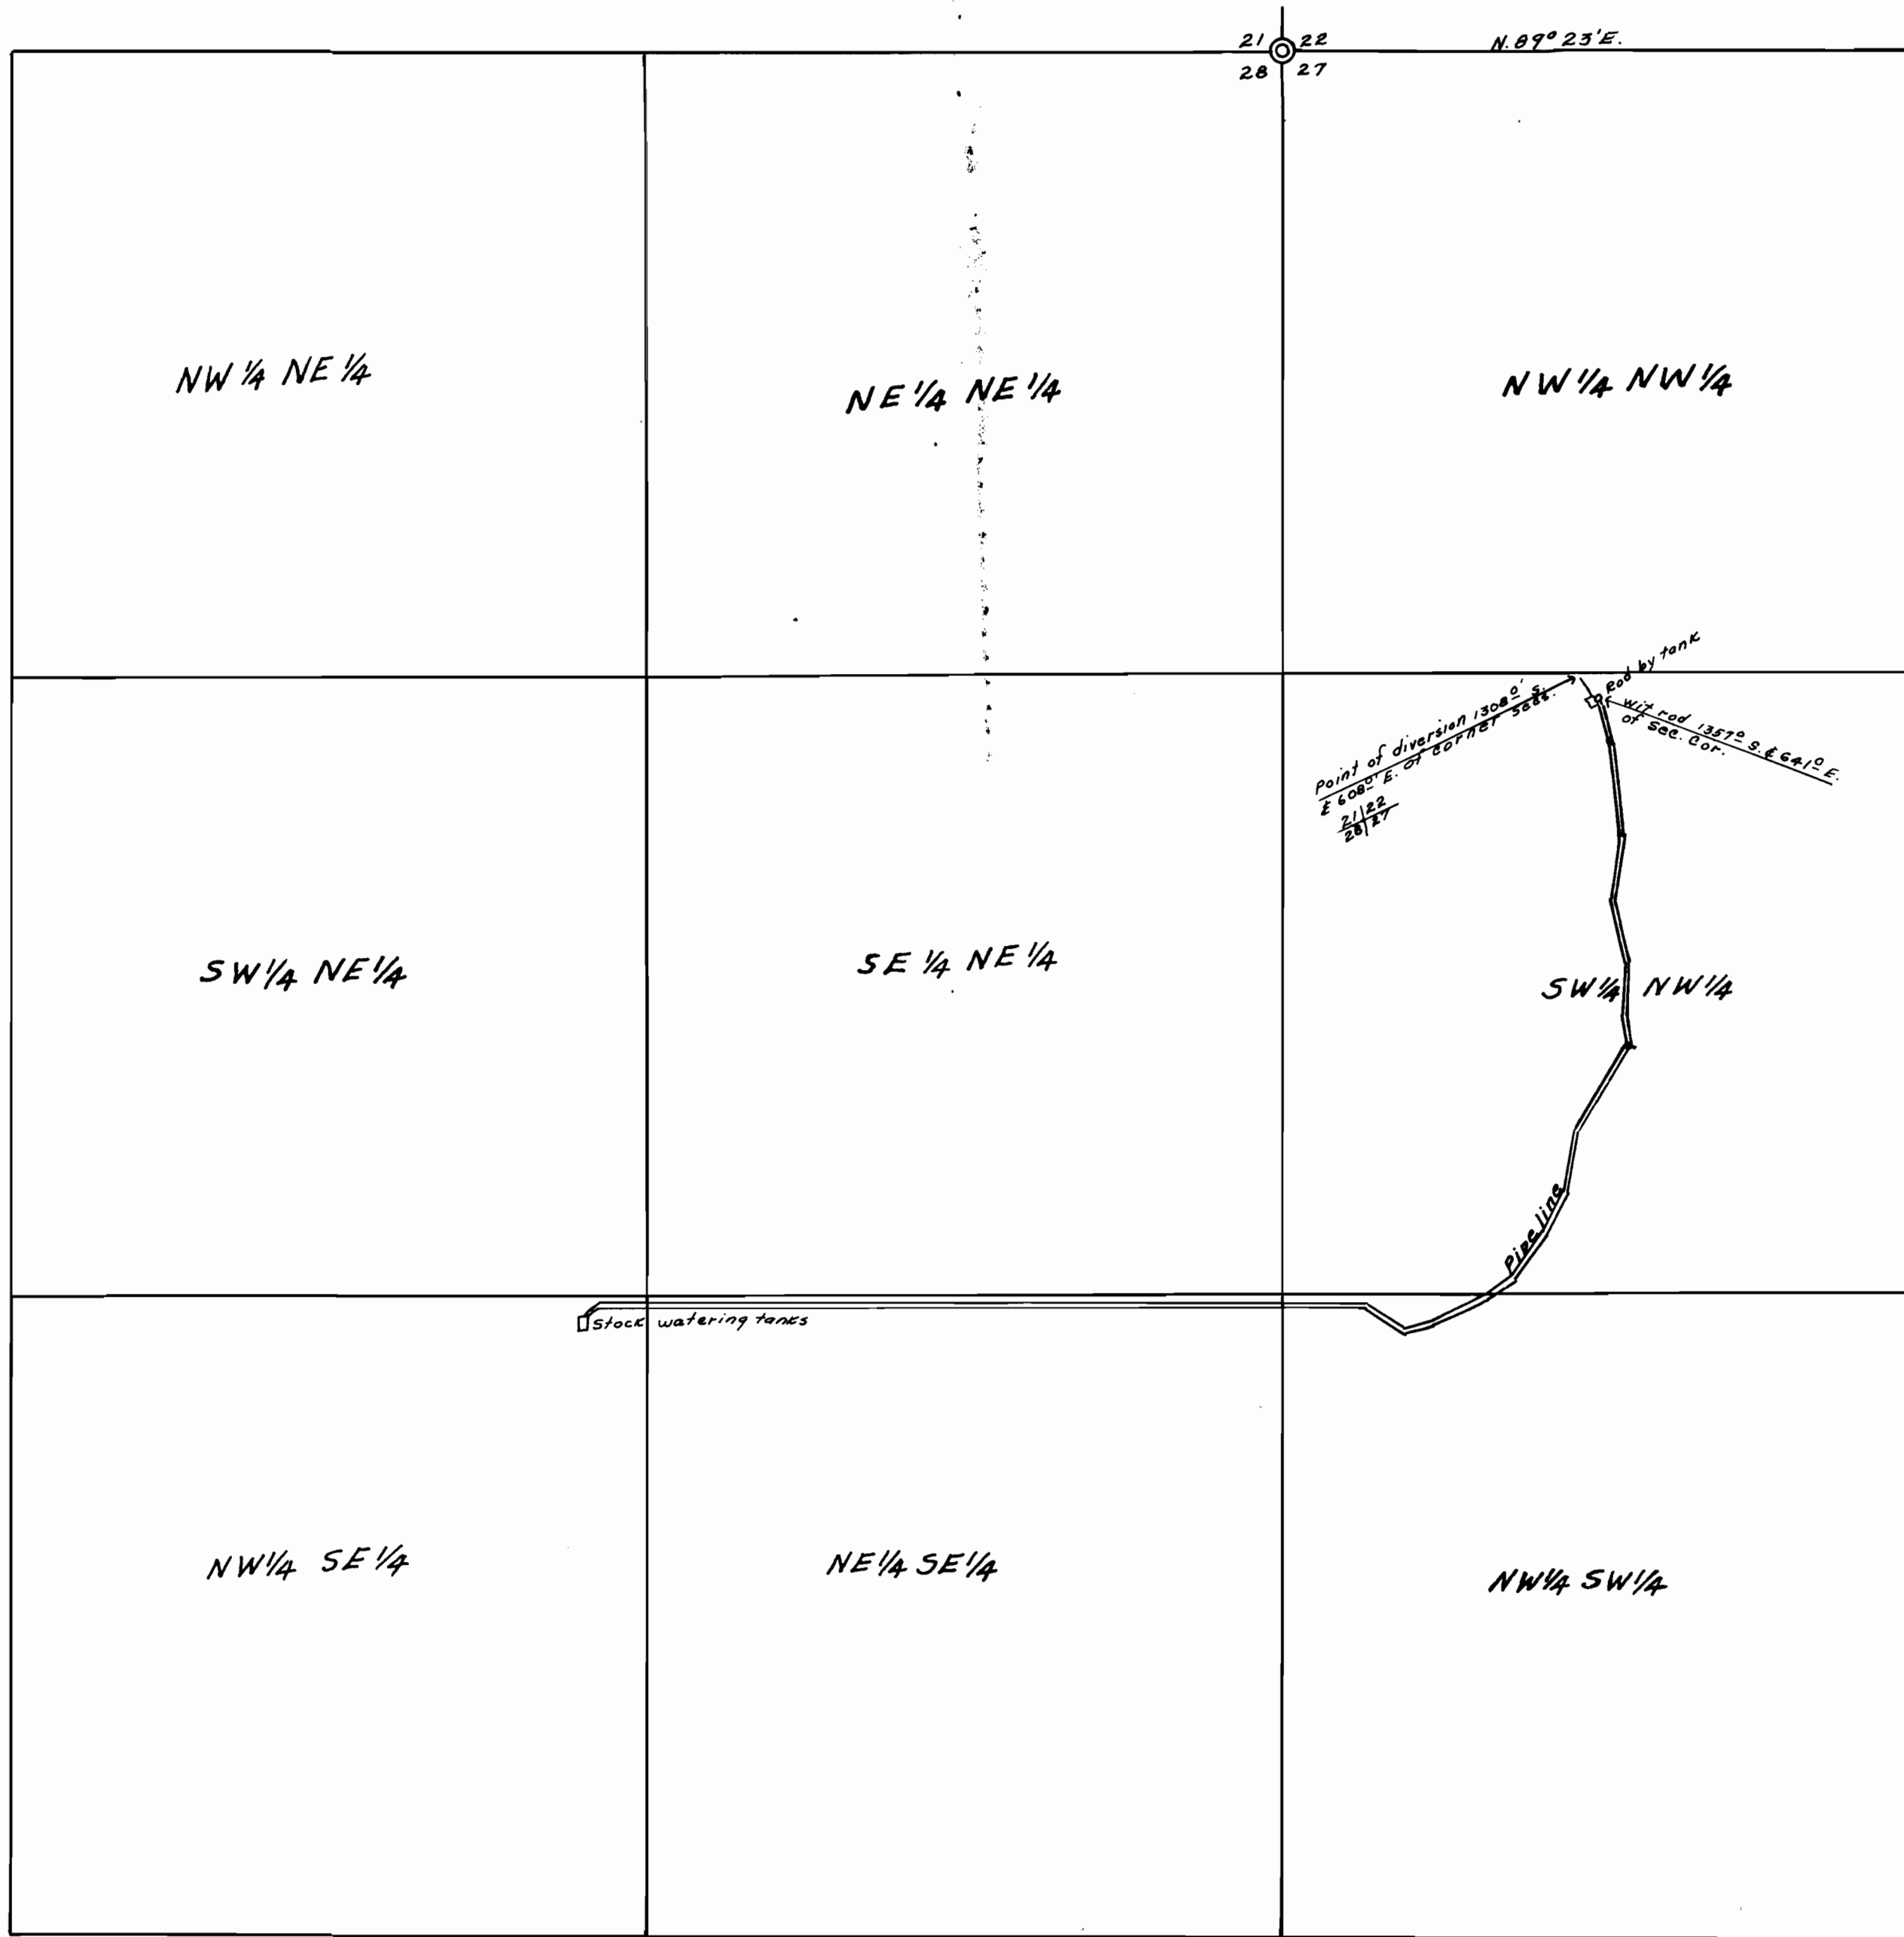 21 22
28 27
N. 89° 23' E.
NW 1/4 NE 1/4
NE 1/4 NE 1/4
NW 1/4 NW 1/4
Rod by tank
Point of diversion 1308.0' S.
& 608.0' E. of corner secs.
21 22
28 27
Wit rod 1357.0 S. & 641.0 E.
of Sec. Cor.
SW 1/4 NE 1/4
SE 1/4 NE 1/4
SW 1/4 NW 1/4
Pipe line
Stock watering tanks
NW 1/4 SE 1/4
NE 1/4 SE 1/4
NW 1/4 SW 1/4